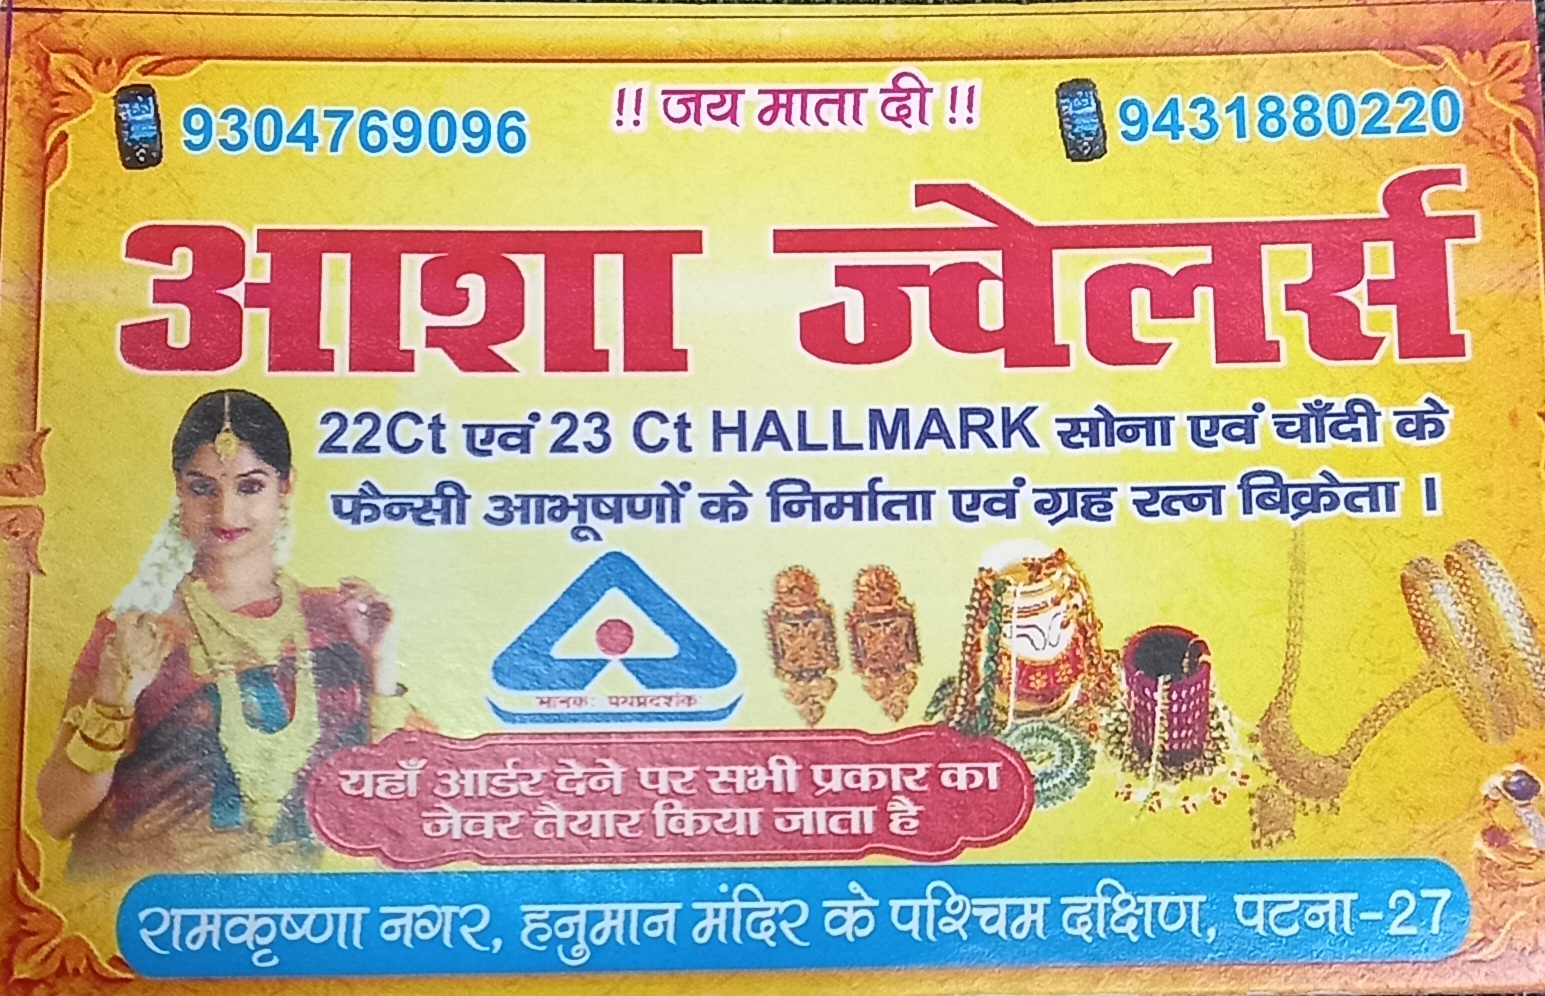 9304769096 !! जय माता दी !! 9431880220
आशा ज्वेलर्स
22Ct एवं 23 Ct HALLMARK सोना एवं चाँदी के
फैन्सी आभूषणों के निर्माता एवं ग्रह रत्न बिक्रेता ।
मानकः पथप्रदर्शकः
यहाँ आर्डर देने पर सभी प्रकार का
जेवर तैयार किया जाता है
रामकृष्णा नगर, हनुमान मंदिर के पश्चिम दक्षिण, पटना-27